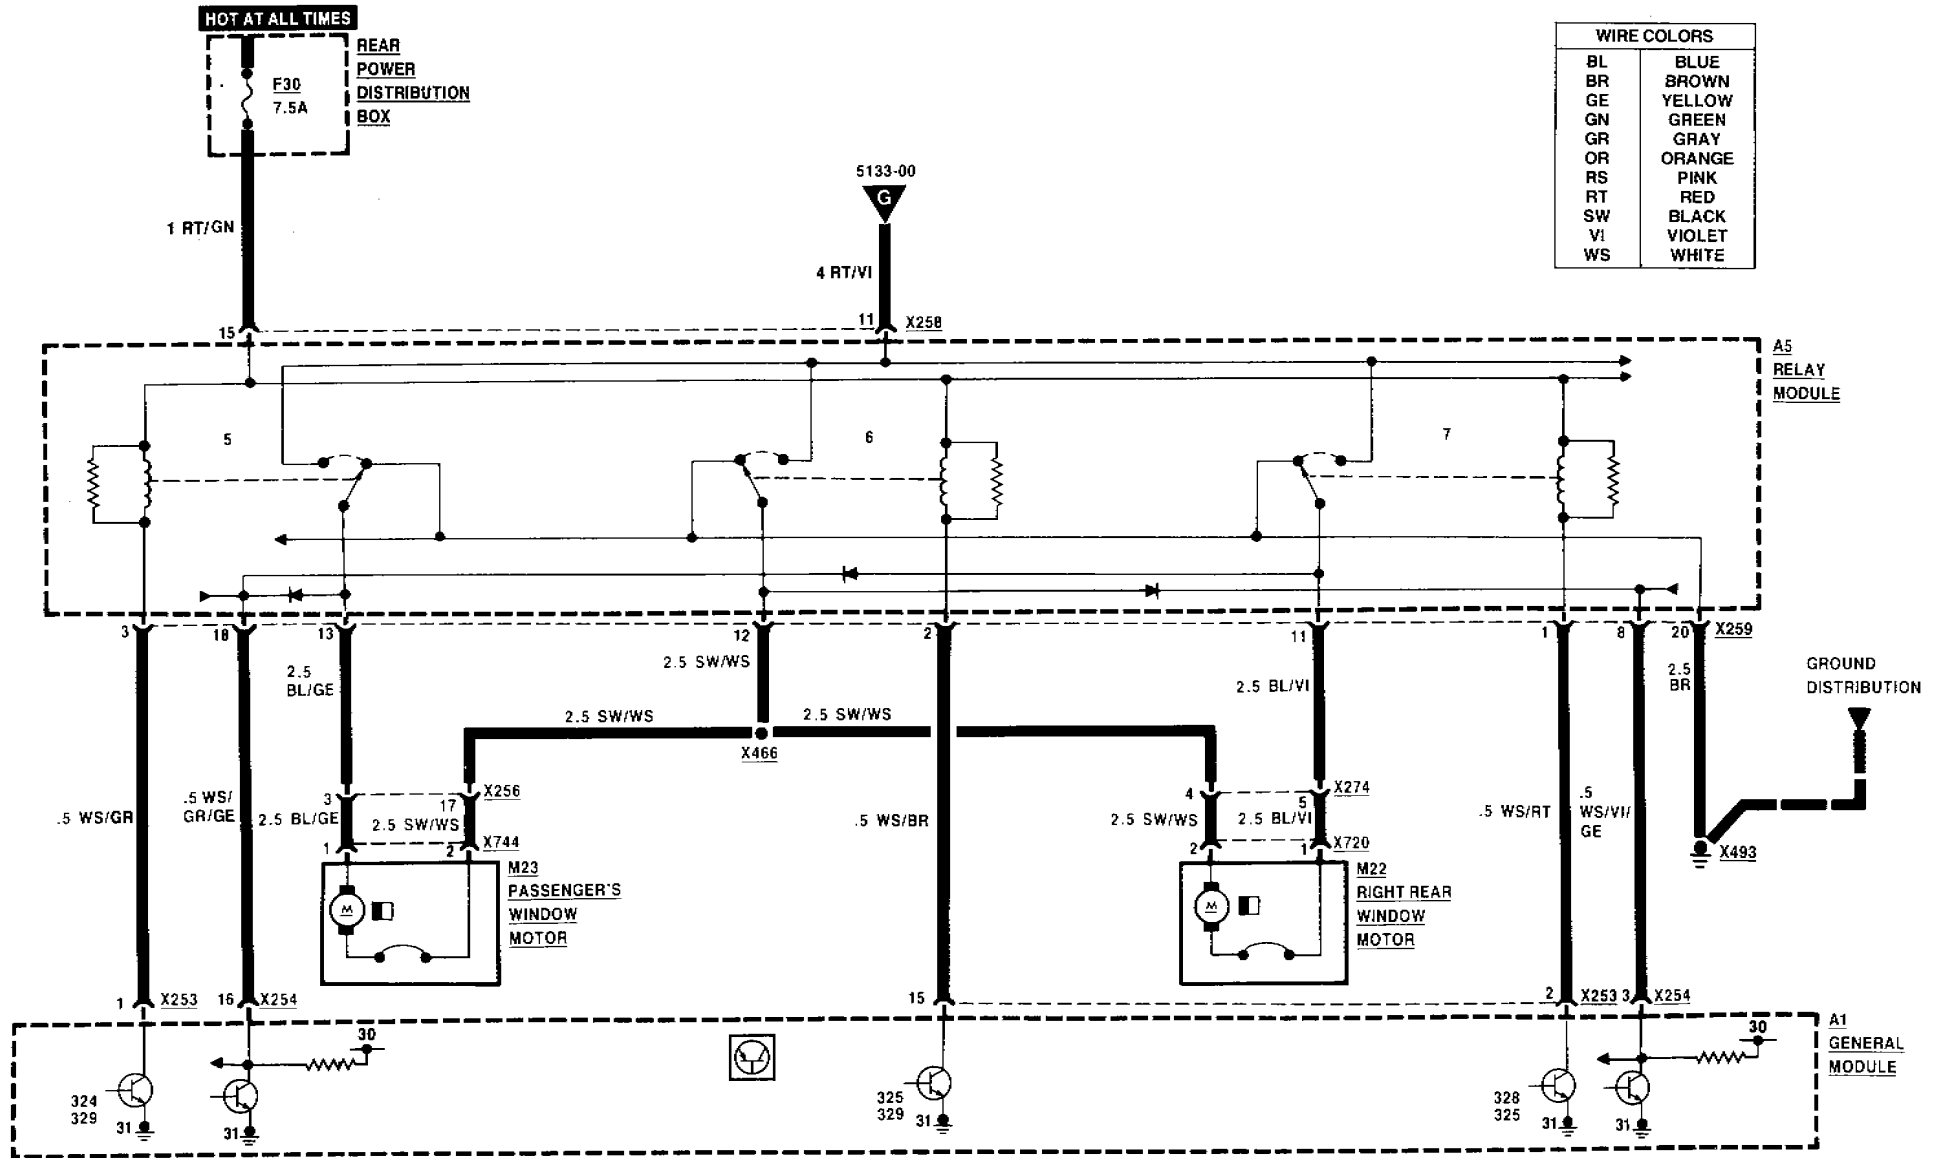 HOT AT ALL TIMES
REAR
POWER
DISTRIBUTION
BOX
F30
7.5A
WIRE COLORS
BL BLUE
BR BROWN
GE YELLOW
GN GREEN
GR GRAY
OR ORANGE
RS PINK
RT RED
SW BLACK
VI VIOLET
WS WHITE
5133-00
G
1 RT/GN
4 RT/VI
15
11 X258
A5
RELAY
MODULE
5
6
7
3
18
13
12
2
11
1
8
20 X259
2.5
BL/GE
2.5 SW/WS
2.5 BL/VI
2.5
BR
GROUND
DISTRIBUTION
2.5 SW/WS
2.5 SW/WS
X466
3
17 X256
4
5 X274
.5 WS/GR
.5 WS/
GR/GE
2.5 BL/GE
2.5 SW/WS
.5 WS/BR
2.5 SW/WS
2.5 BL/VI
.5 WS/RT
.5
WS/VI/
GE
1
2 X744
2
1 X720
X493
M23
PASSENGER'S
WINDOW
MOTOR
M
M22
RIGHT REAR
WINDOW
MOTOR
M
1 X253
16 X254
15
2 X253
3 X254
A1
GENERAL
MODULE
30
30
324
329
31
31
325
329
31
328
325
31
31